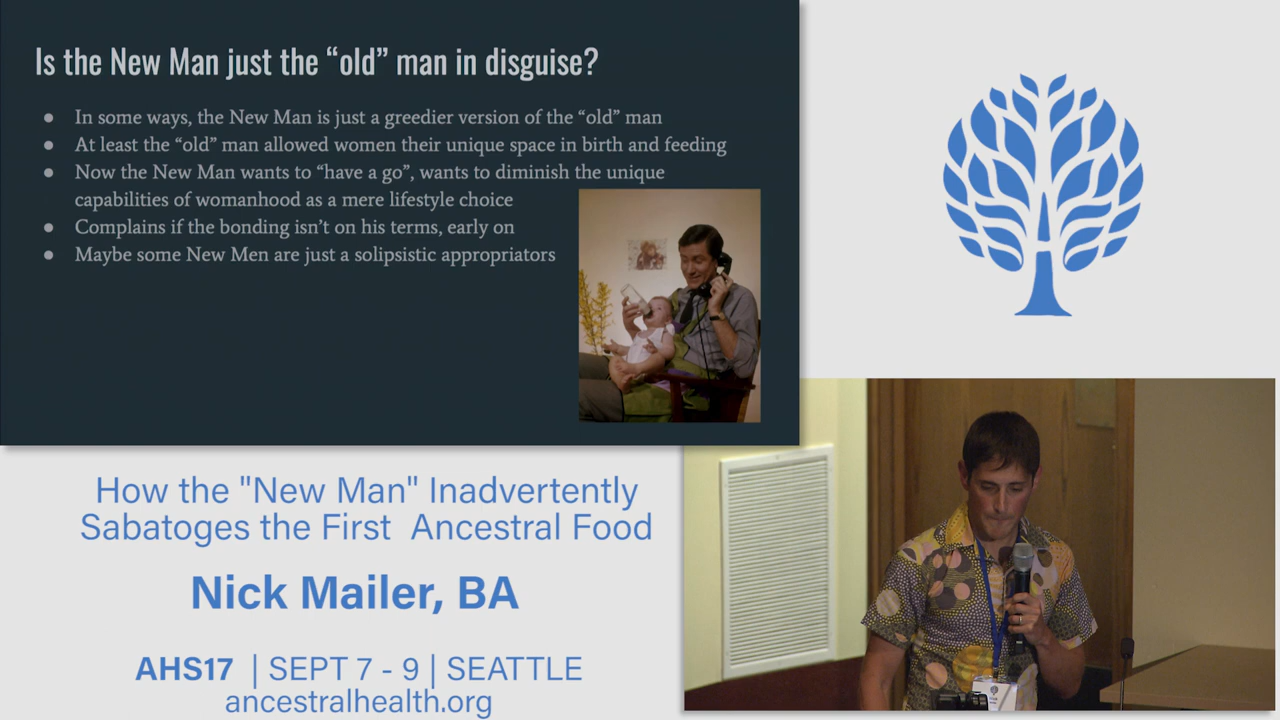 Is the New Man just the “old” man in disguise?
● In some ways, the New Man is just a greedier version of the “old” man
● At least the “old” man allowed women their unique space in birth and feeding
● Now the New Man wants to “have a go”, wants to diminish the unique
capabilities of womanhood as a mere lifestyle choice
● Complains if the bonding isn’t on his terms, early on
● Maybe some New Men are just a solipsistic appropriators
How the "New Man" Inadvertently
Sabatoges the First Ancestral Food
Nick Mailer, BA
AHS17 | SEPT 7 - 9 | SEATTLE
ancestralhealth.org